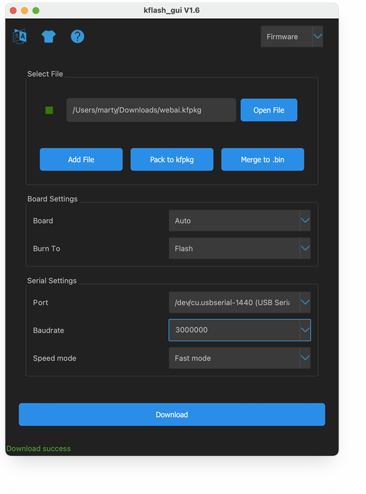 kflash_gui V1.6
Firmware
Select File
/Users/marty/Downloads/webai.kfpkg
Open File
Add File
Pack to kfpkg
Merge to .bin
Board Settings
Board
Auto
Burn To
Flash
Serial Settings
Port
/dev/cu.usbserial-1440 (USB Seria
Baudrate
3000000
Speed mode
Fast mode
Download
Download success